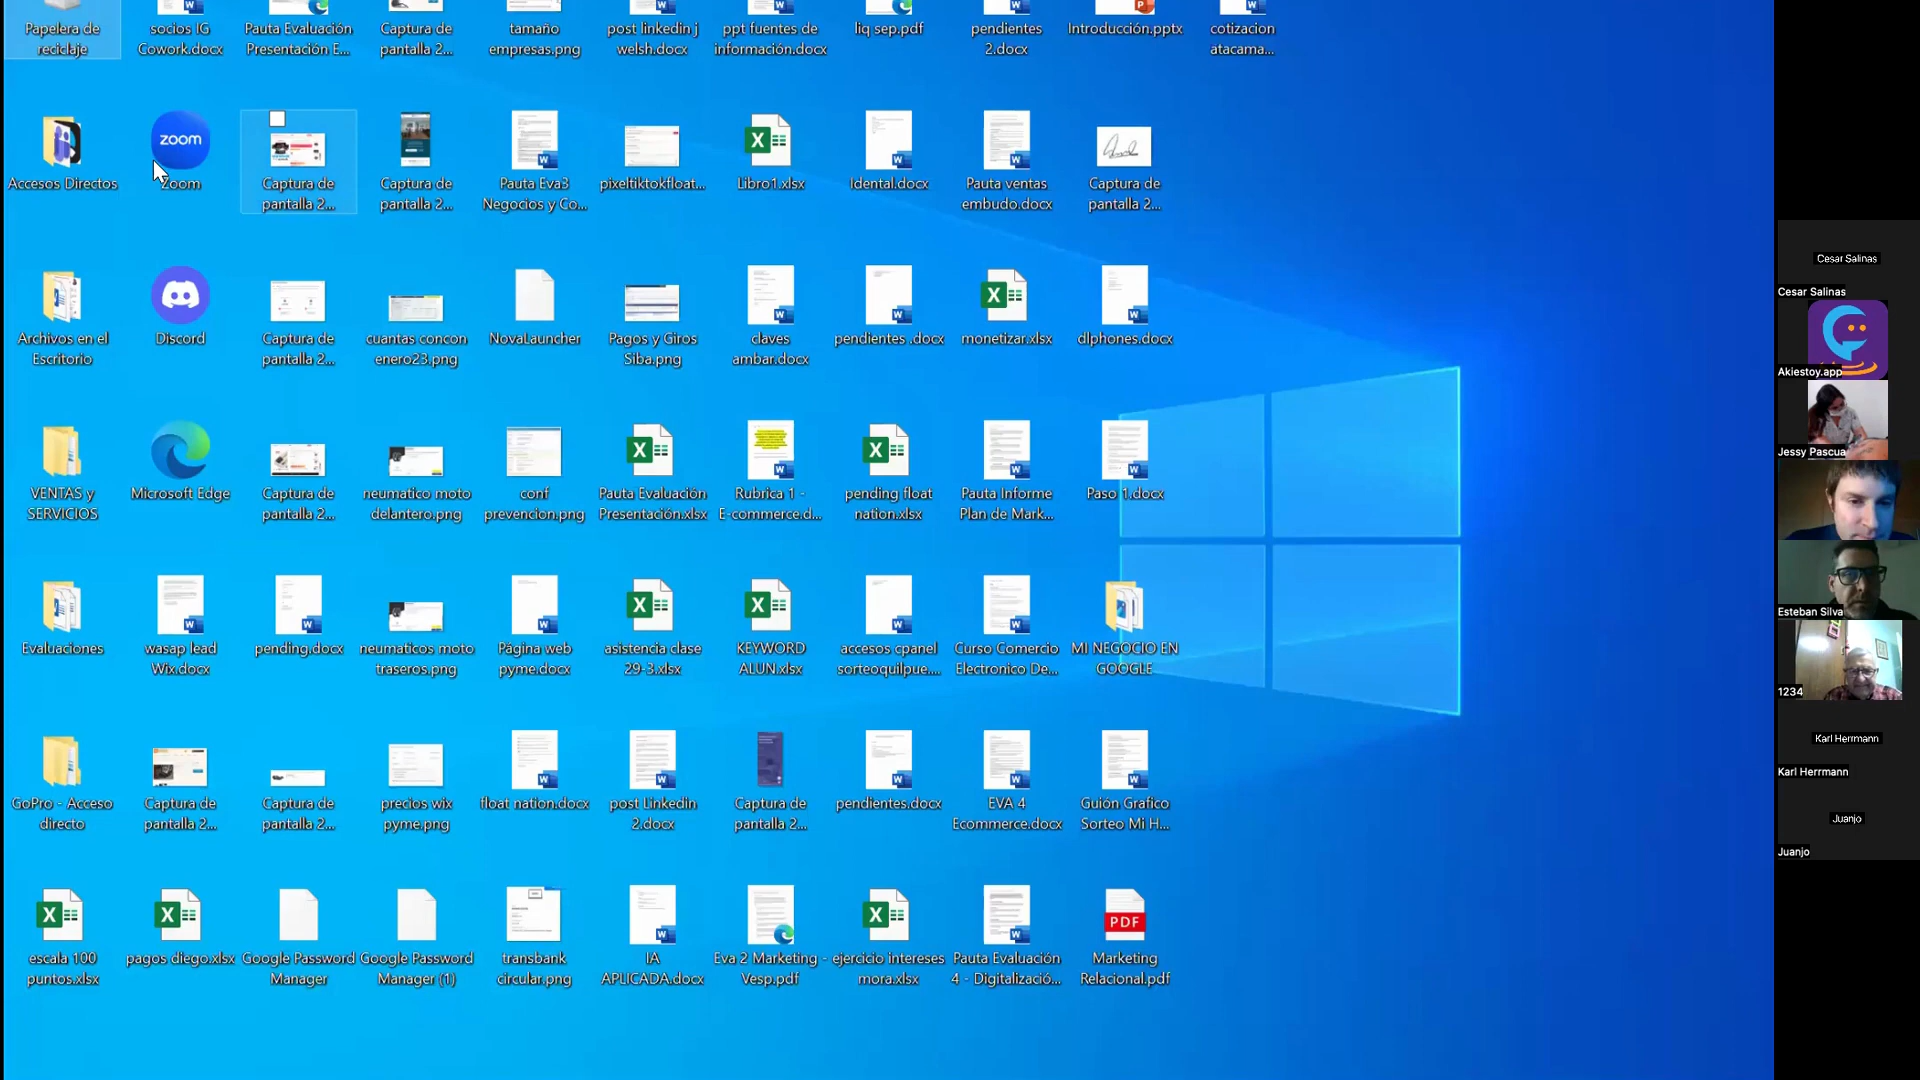 Papelera de
reciclaje
socios IG
Cowork.docx
Pauta Evaluación
Presentación E...
Captura de
pantalla 2...
tamaño
empresas.png
post linkedin j
welsh.docx
ppt fuentes de
información.docx
liq sep.pdf
pendientes
2.docx
Introducción.pptx
cotizacion
atacama...
Accesos Directos
zoom
Zoom
Captura de
pantalla 2...
Captura de
pantalla 2...
Pauta Eva3
Negocios y Co...
pixeltiktokfloat...
Libro1.xlsx
Idental.docx
Pauta ventas
embudo.docx
Captura de
pantalla 2...
Archivos en el
Escritorio
Discord
Captura de
pantalla 2...
cuantas concon
enero23.png
NovaLauncher
Pagos y Giros
Siba.png
claves
ambar.docx
pendientes .docx
monetizar.xlsx
dlphones.docx
VENTAS y
SERVICIOS
Microsoft Edge
Captura de
pantalla 2...
neumatico moto
delantero.png
conf
prevencion.png
Pauta Evaluación
Presentación.xlsx
Rubrica 1 -
E-commerce.d...
pending float
nation.xlsx
Pauta Informe
Plan de Mark...
Paso 1.docx
Evaluaciones
wasap lead
Wix.docx
pending.docx
neumaticos moto
traseros.png
Página web
pyme.docx
asistencia clase
29-3.xlsx
KEYWORD
ALUN.xlsx
accesos cpanel
sorteoquilpue....
Curso Comercio
Electronico De...
MI NEGOCIO EN
GOOGLE
GoPro - Acceso
directo
Captura de
pantalla 2...
Captura de
pantalla 2...
precios wix
pyme.png
float nation.docx
post Linkedin
2.docx
Captura de
pantalla 2...
pendientes.docx
EVA 4
Ecommerce.docx
Guión Grafico
Sorteo Mi H...
escala 100
puntos.xlsx
pagos diego.xlsx
Google Password
Manager
Google Password
Manager (1)
transbank
circular.png
IA
APLICADA.docx
Eva 2 Marketing -
Vesp.pdf
ejercicio intereses
mora.xlsx
Pauta Evaluación
4 - Digitalizació...
PDF
Marketing
Relacional.pdf
Cesar Salinas
Cesar Salinas
Akiestoy.app
Jessy Pascua
Esteban Silva
1234
Karl Herrmann
Karl Herrmann
Juanjo
Juanjo